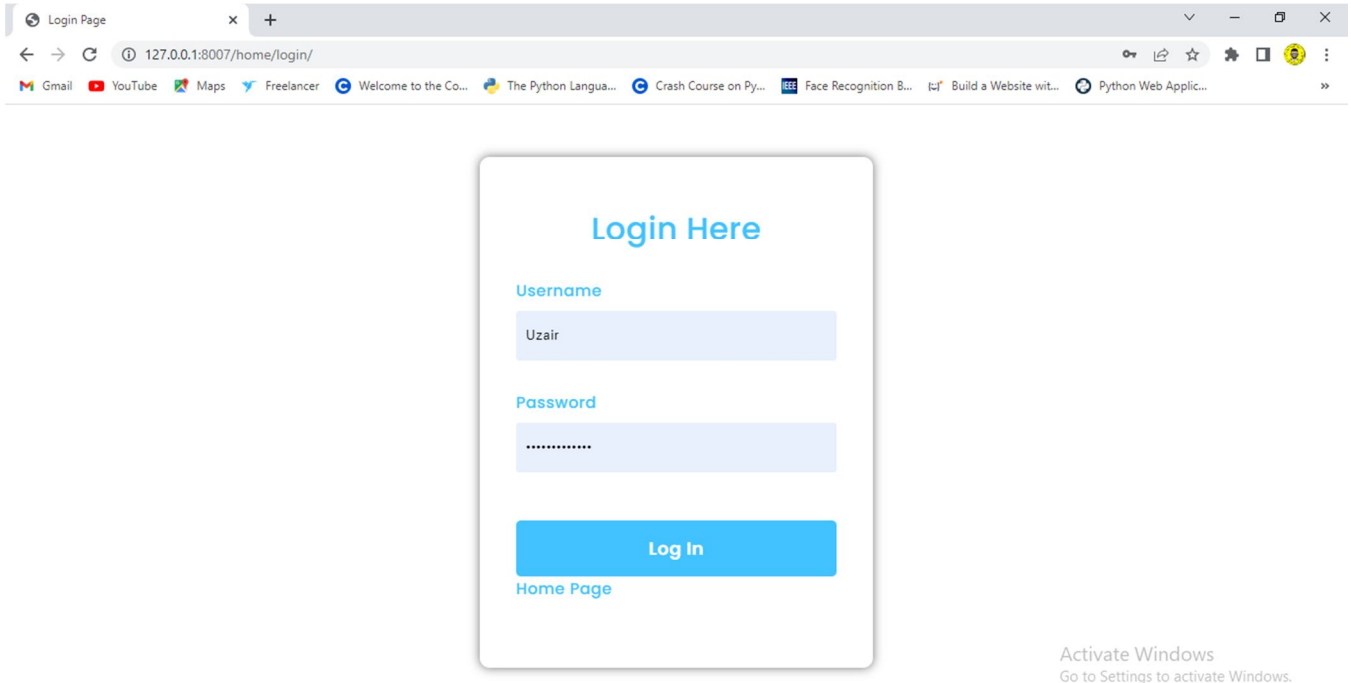 Login Page
127.0.0.1:8007/home/login/
Gmail YouTube Maps Freelancer Welcome to the Co... The Python Langua... Crash Course on Py... IEEE Face Recognition B... Build a Website wit... Python Web Applic... »
Login Here
Username
Uzair
Password
•••••••••••••
Log In
Home Page
Activate Windows
Go to Settings to activate Windows.